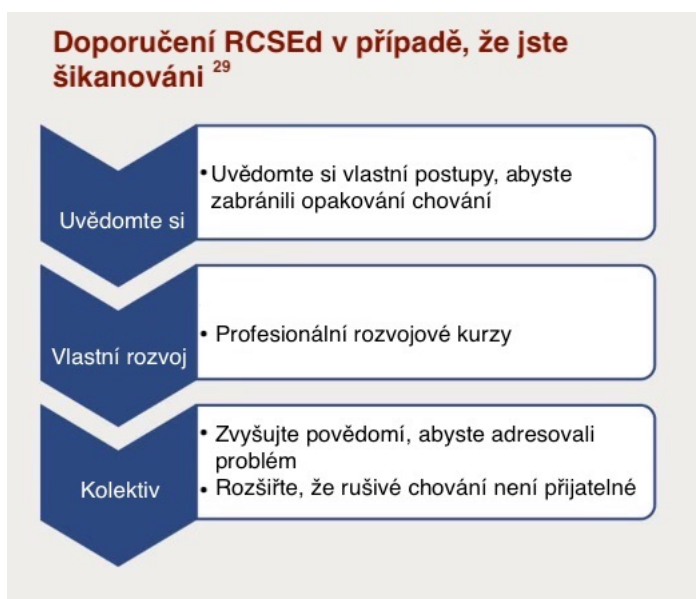 Doporučení RCSEd v případě, že jste
šikanováni 29
Uvědomte si
• Uvědomte si vlastní postupy, abyste
zabránili opakování chování
Vlastní rozvoj
• Profesionální rozvojové kurzy
Kolektiv
• Zvyšujte povědomí, abyste adresovali
problém
• Rozšiřte, že rušivé chování není přijatelné